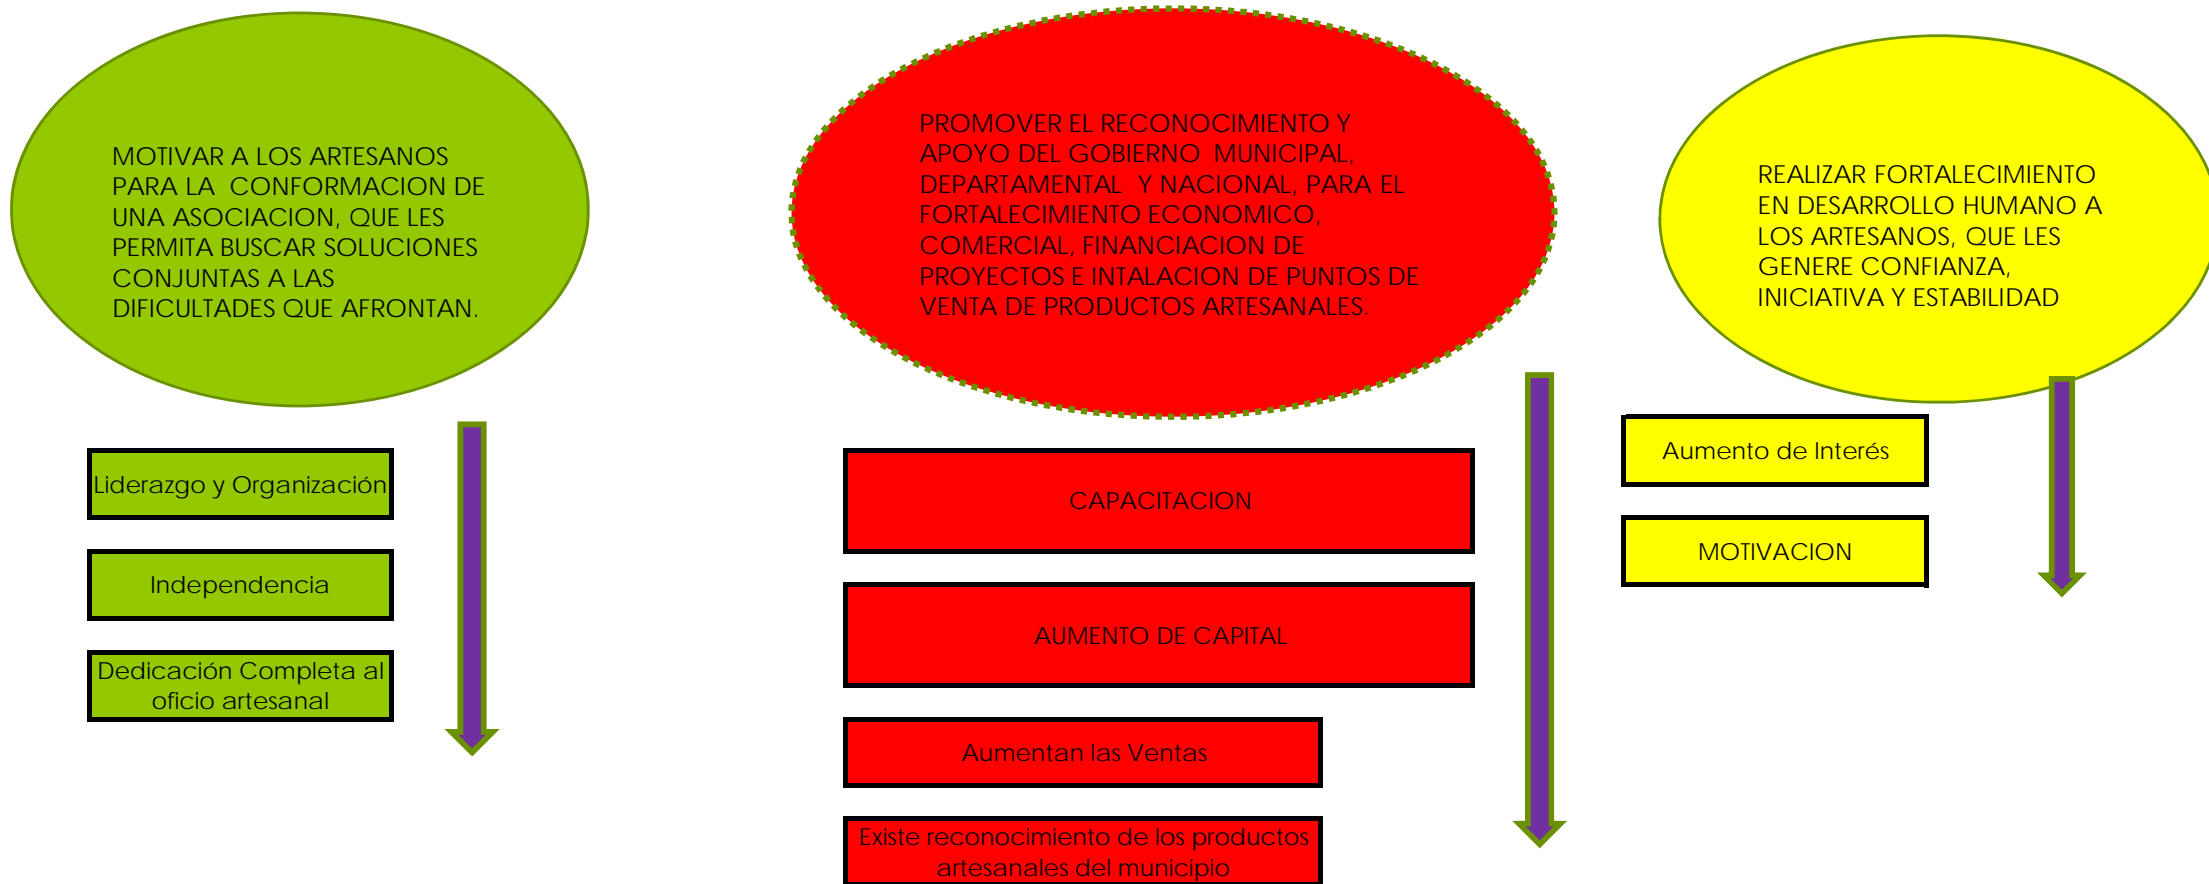 MOTIVAR A LOS ARTESANOS
PARA LA CONFORMACION DE
UNA ASOCIACION, QUE LES
PERMITA BUSCAR SOLUCIONES
CONJUNTAS A LAS
DIFICULTADES QUE AFRONTAN.
Liderazgo y Organización
Independencia
Dedicación Completa al
oficio artesanal
PROMOVER EL RECONOCIMIENTO Y
APOYO DEL GOBIERNO MUNICIPAL,
DEPARTAMENTAL Y NACIONAL, PARA EL
FORTALECIMIENTO ECONOMICO,
COMERCIAL, FINANCIACION DE
PROYECTOS E INTALACION DE PUNTOS DE
VENTA DE PRODUCTOS ARTESANALES.
CAPACITACION
AUMENTO DE CAPITAL
Aumentan las Ventas
Existe reconocimiento de los productos
artesanales del municipio
REALIZAR FORTALECIMIENTO
EN DESARROLLO HUMANO A
LOS ARTESANOS, QUE LES
GENERE CONFIANZA,
INICIATIVA Y ESTABILIDAD
Aumento de Interés
MOTIVACION